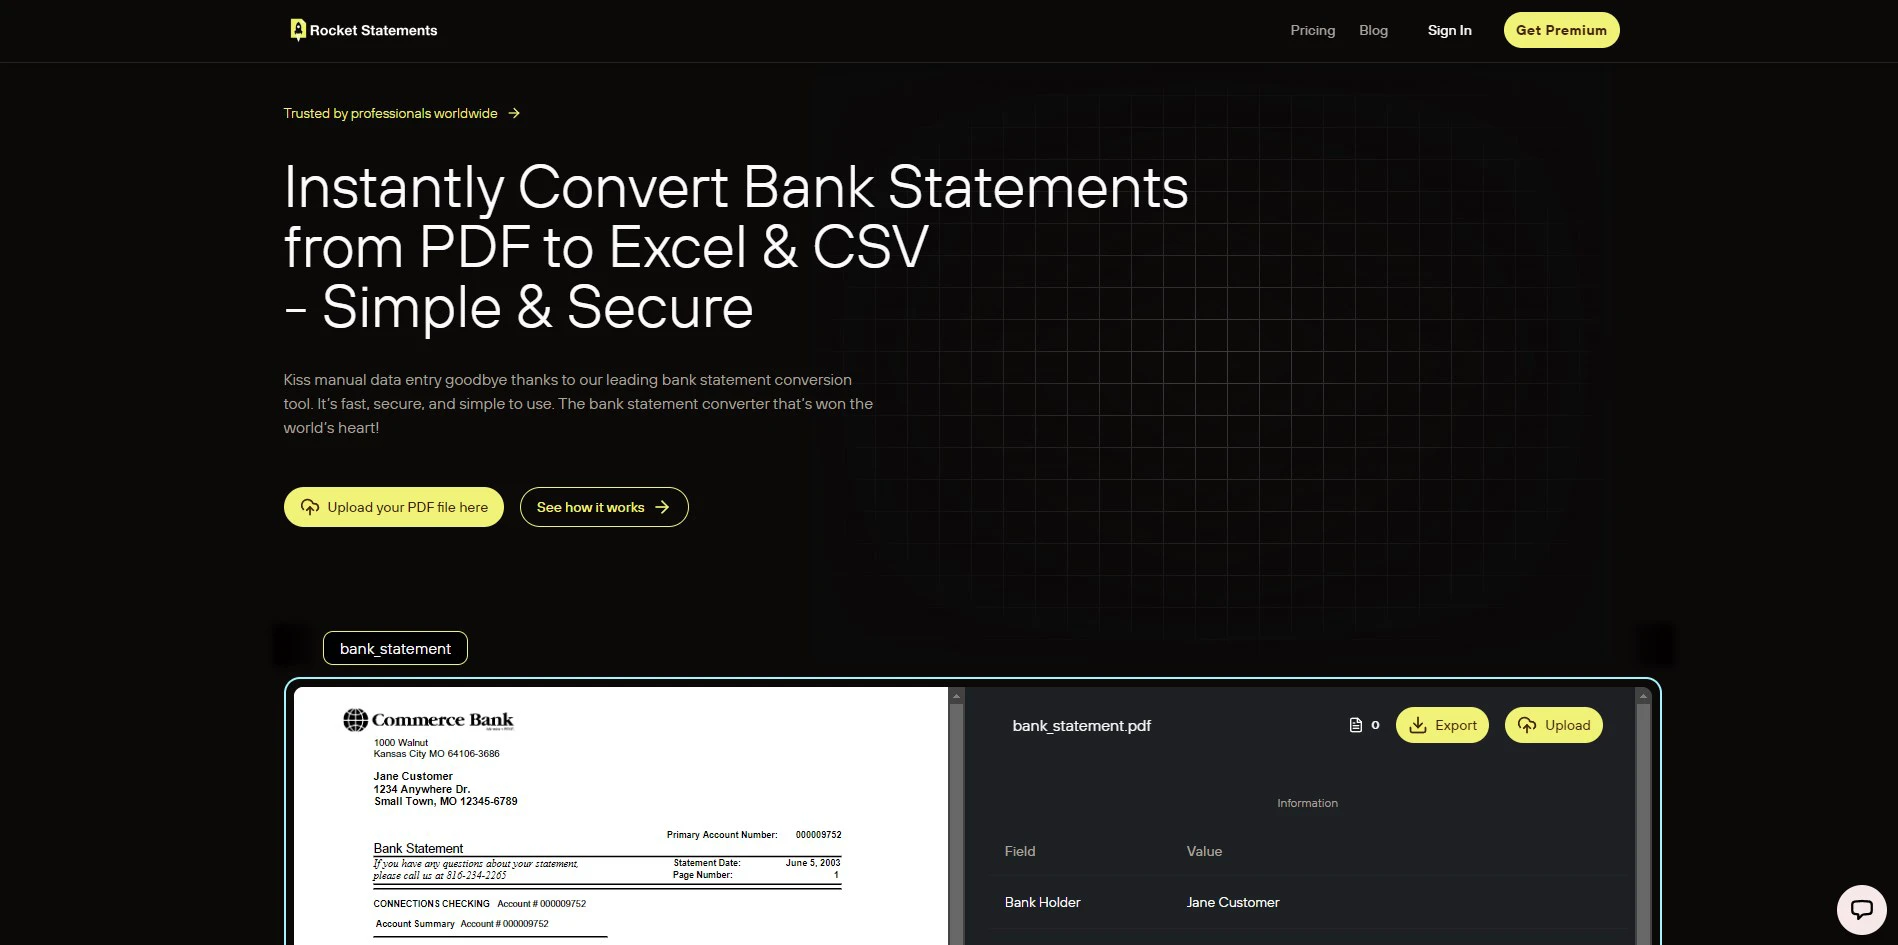 Rocket Statements
Pricing
Blog
Sign In
Get Premium
Trusted by professionals worldwide →
Instantly Convert Bank Statements
from PDF to Excel & CSV
– Simple & Secure
Kiss manual data entry goodbye thanks to our leading bank statement conversion
tool. It's fast, secure, and simple to use. The bank statement converter that's won the
world's heart!
Upload your PDF file here
See how it works →
bank_statement
Commerce Bank
1000 Walnut
Kansas City MO 64106-3686
Jane Customer
1234 Anywhere Dr.
Small Town, MO 12345-6789
Primary Account Number: 000009752
Bank Statement
If you have any questions about your statement,
please call us at 816-234-2265
Statement Date: June 5, 2003
Page Number: 1
CONNECTIONS CHECKING Account # 000009752
Account Summary Account # 000009752
bank_statement.pdf
0
Export
Upload
Information
Field Value
Bank Holder Jane Customer